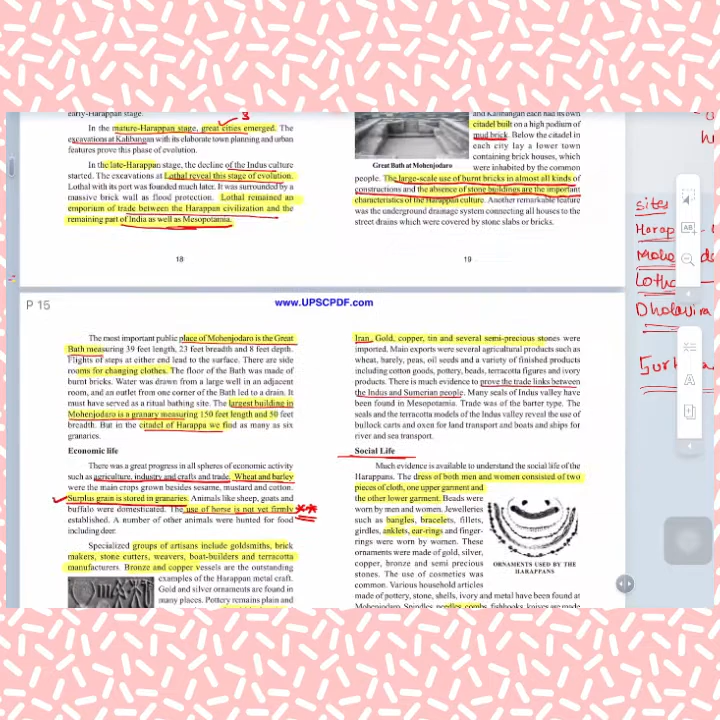 early-Harappan stage.
In the mature-Harappan stage, great cities emerged. The
excavations at Kalibangan with its elaborate town planning and urban
features prove this phase of evolution.
In the late-Harappan stage, the decline of the Indus culture
started. The excavations at Lothal reveal this stage of evolution.
Lothal with its port was founded much later. It was surrounded by a
massive brick wall as flood protection. Lothal remained an
emporium of trade between the Harappan civilization and the
remaining part of India as well as Mesopotamia.
18
and Kalibangan each had its own
citadel built on a high podium of
mud brick. Below the citadel in
each city lay a lower town
containing brick houses, which
were inhabited by the common
Great Bath at Mohenjodaro
people. The large-scale use of burnt bricks in almost all kinds of
constructions and the absence of stone buildings are the important
characteristics of the Harappan culture. Another remarkable feature
was the underground drainage system connecting all houses to the
street drains which were covered by stone slabs or bricks.
19
sites
Harap
Mohe
Loth
Dholavira
P 15
www.UPSCPDF.com
The most important public place of Mohenjodaro is the Great
Bath measuring 39 feet length, 23 feet breadth and 8 feet depth.
Flights of steps at either end lead to the surface. There are side
rooms for changing clothes. The floor of the Bath was made of
burnt bricks. Water was drawn from a large well in an adjacent
room, and an outlet from one corner of the Bath led to a drain. It
must have served as a ritual bathing site. The largest building in
Mohenjodaro is a granary measuring 150 feet length and 50 feet
breadth. But in the citadel of Harappa we find as many as six
granaries.
Economic life
There was a great progress in all spheres of economic activity
such as agriculture, industry and crafts and trade. Wheat and barley
were the main crops grown besides sesame, mustard and cotton.
Surplus grain is stored in granaries. Animals like sheep, goats and
buffalo were domesticated. The use of horse is not yet firmly
established. A number of other animals were hunted for food
including deer.
Specialized groups of artisans include goldsmiths, brick
makers, stone cutters, weavers, boat-builders and terracotta
manufacturers. Bronze and copper vessels are the outstanding
examples of the Harappan metal craft.
Gold and silver ornaments are found in
many places. Pottery remains plain and
Iran. Gold, copper, tin and several semi-precious stones were
imported. Main exports were several agricultural products such as
wheat, barely, peas, oil seeds and a variety of finished products
including cotton goods, pottery, beads, terracotta figures and ivory
products. There is much evidence to prove the trade links between
the Indus and Sumerian people. Many seals of Indus valley have
been found in Mesopotamia. Trade was of the barter type. The
seals and the terracotta models of the Indus valley reveal the use of
bullock carts and oxen for land transport and boats and ships for
river and sea transport.
Social Life
Much evidence is available to understand the social life of the
Harappans. The dress of both men and women consisted of two
pieces of cloth, one upper garment and
the other lower garment. Beads were
worn by men and women. Jewelleries
such as bangles, bracelets, fillets,
girdles, anklets, ear-rings and finger-
rings were worn by women. These
ornaments were made of gold, silver,
copper, bronze and semi precious
stones. The use of cosmetics was
common. Various household articles
made of pottery, stone, shells, ivory and metal have been found at
Mohenjodaro. Spindles, needles, combs, fishhooks, knives are made
ORNAMENTS USED BY THE
HARAPPANS